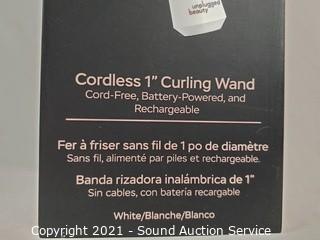 unplugged
beauty
Cordless 1" Curling Wand
Cord-Free, Battery-Powered, and
Rechargeable
Fer à friser sans fil de 1 po de diamètre
Sans fil, alimenté par piles et rechargeable.
Banda rizadora inalámbrica de 1"
Sin cables, con batería recargable
White/Blanche/Blanco
Copyright 2021 - Sound Auction Service